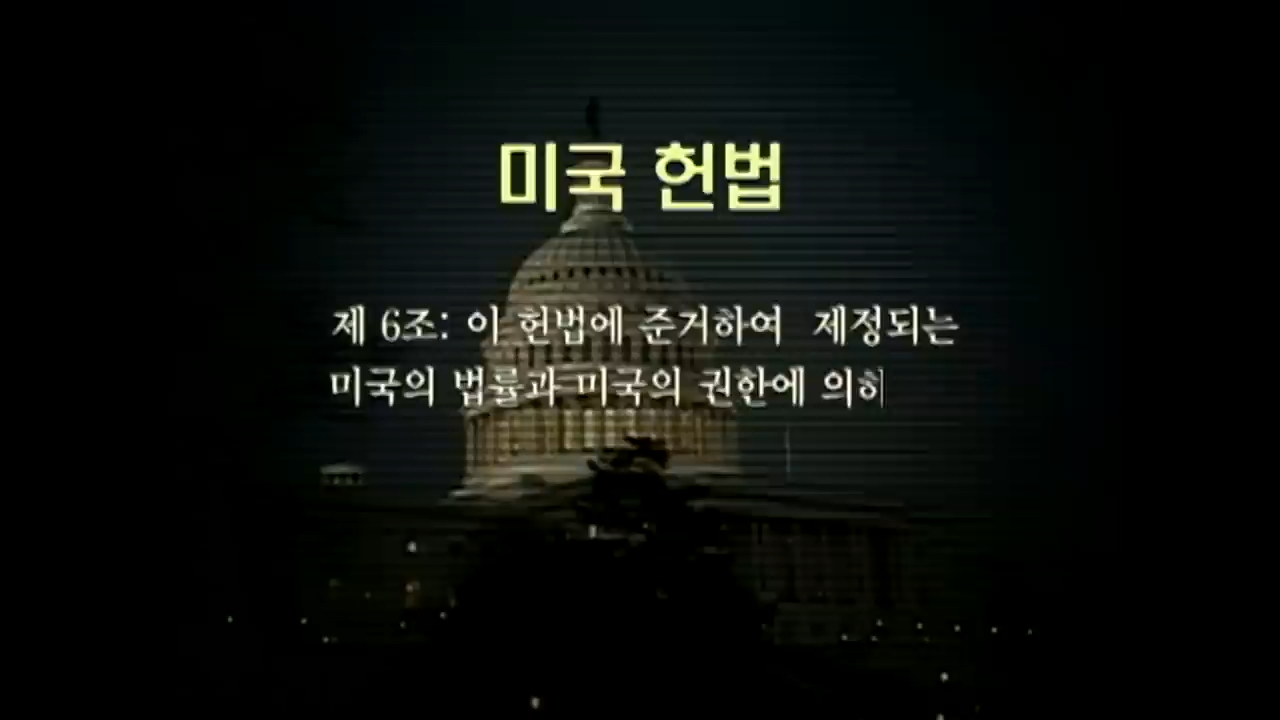 미국 헌법
제 6조: 이 헌법에 준거하여 제정되는
미국의 법률과 미국의 권한에 의히